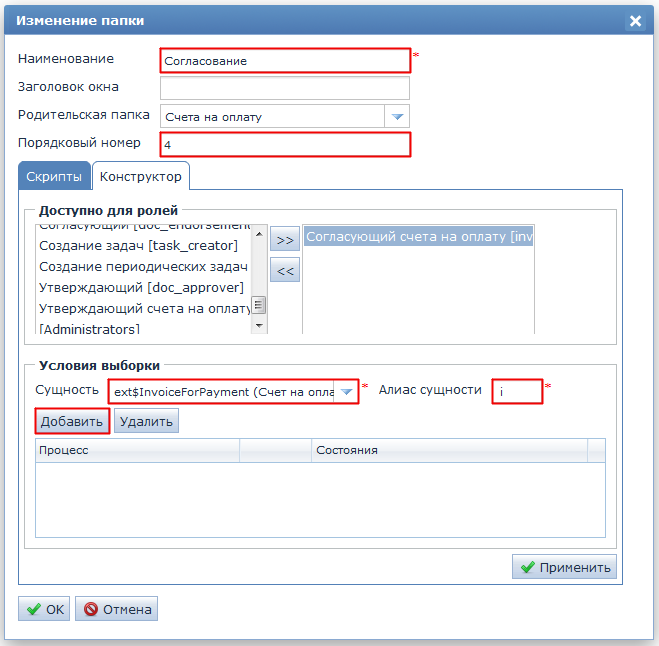 Изменение папки
Наименование Согласование *
Заголовок окна
Родительская папка Счета на оплату
Порядковый номер 4
Скрипты Конструктор
Доступно для ролей
Согласующий [doc_endorsement
Создание задач [task_creator]
Создание периодических задач
Утверждающий [doc_approver]
Утверждающий счета на оплату
[Administrators]
>>
<<
Согласующий счета на оплату [inv
Условия выборки
Сущность ext$InvoiceForPayment (Счет на опла * Алиас сущности i *
Добавить Удалить
Процесс Состояния
Применить
OK Отмена